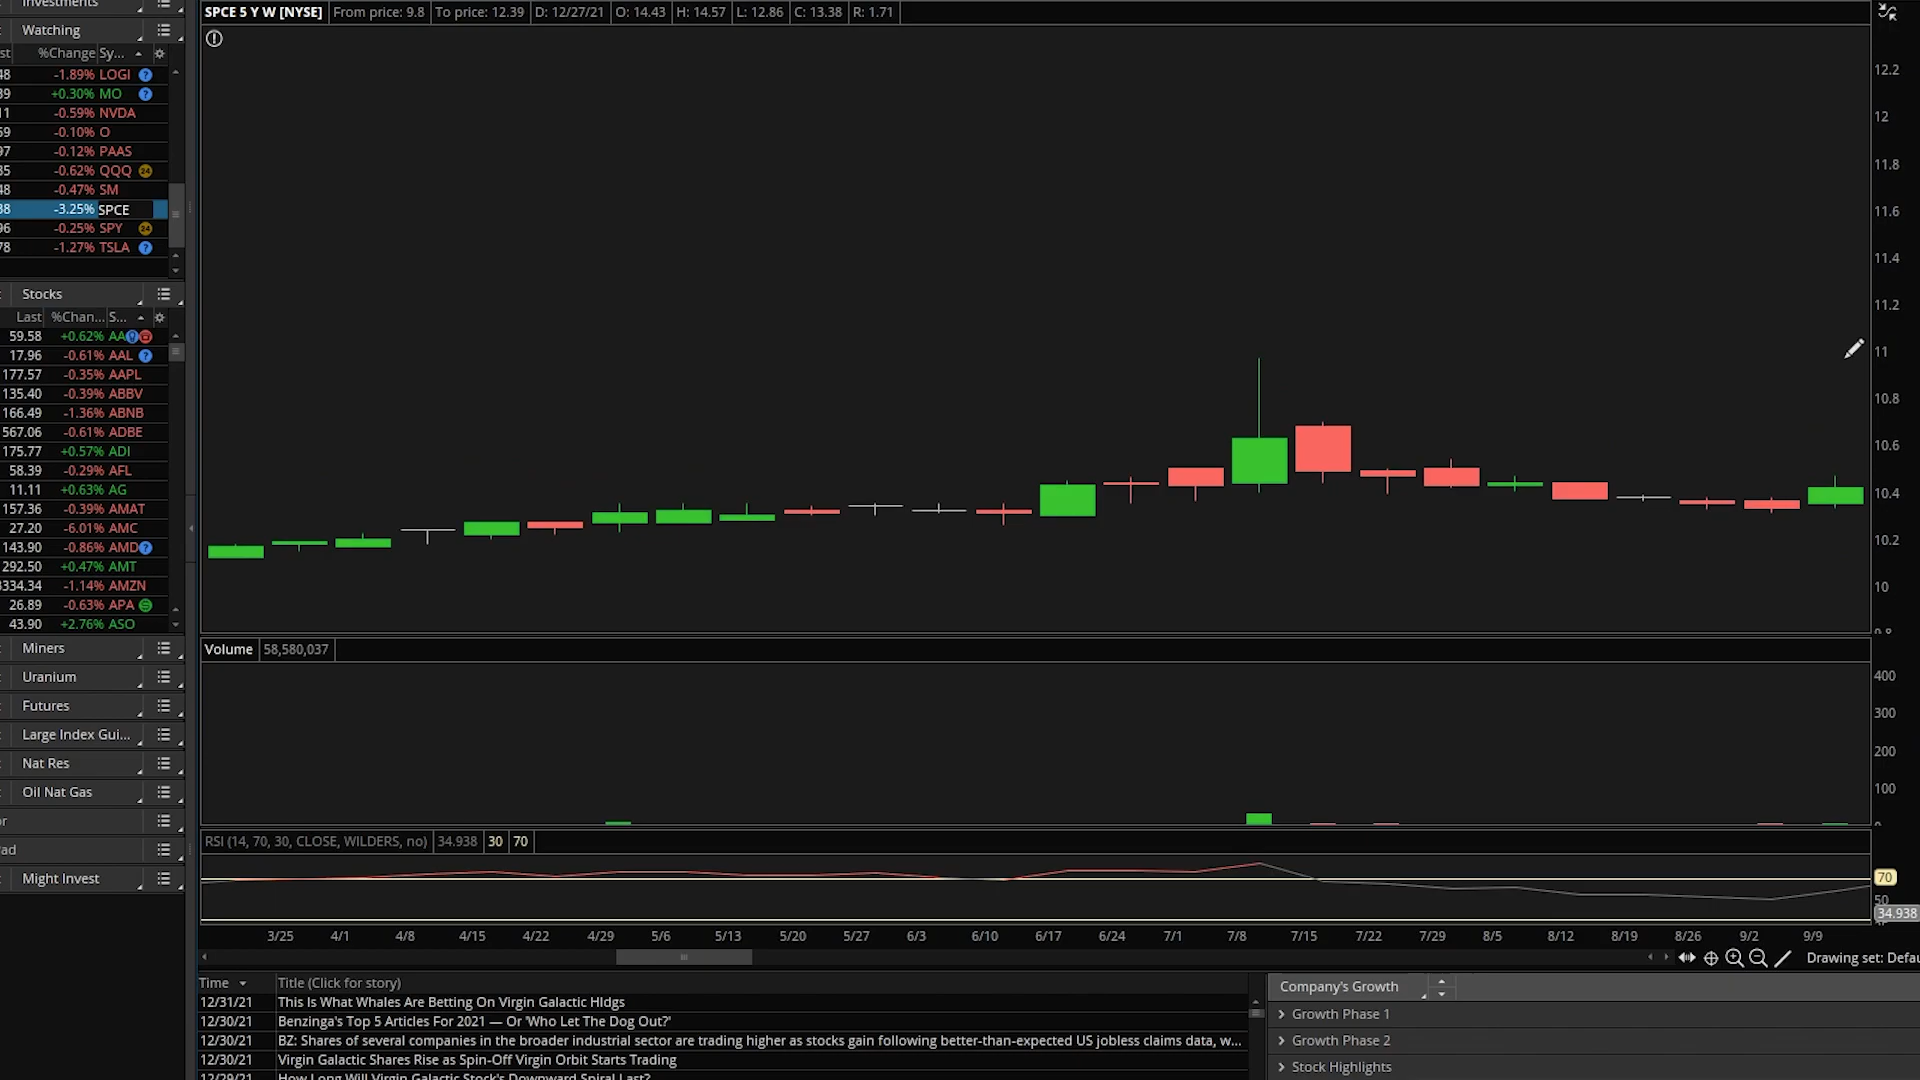 Investments
Watching
%Change Sy...
48 -1.89% LOGI
39 +0.30% MO
11 -0.59% NVDA
59 -0.10% O
97 -0.12% PAAS
35 -0.62% QQQ
48 -0.47% SM
38 -3.25% SPCE
96 -0.25% SPY
78 -1.27% TSLA
Stocks
Last %Chan... S...
59.58 +0.62% AA
17.96 -0.61% AAL
177.57 -0.35% AAPL
135.40 -0.39% ABBV
166.49 -1.36% ABNB
567.06 -0.61% ADBE
175.77 +0.57% ADI
58.39 -0.29% AFL
11.11 +0.63% AG
157.36 -0.39% AMAT
27.20 -6.01% AMC
143.90 -0.86% AMD
292.50 +0.47% AMT
3334.34 -1.14% AMZN
26.89 -0.63% APA
43.90 +2.76% ASO
Miners
Uranium
Futures
Large Index Gui...
Nat Res
Oil Nat Gas
or
ad
Might Invest
SPCE 5 Y W [NYSE] From price: 9.8 To price: 12.39 D: 12/27/21 O: 14.43 H: 14.57 L: 12.86 C: 13.38 R: 1.71
12.2
12
11.8
11.6
11.4
11.2
11
10.8
10.6
10.4
10.2
10
9.8
Volume 58,580,037
400
300
200
100
RSI (14, 70, 30, CLOSE, WILDERS, no) 34.938 30 70
70
50
34.938
3/25 4/1 4/8 4/15 4/22 4/29 5/6 5/13 5/20 5/27 6/3 6/10 6/17 6/24 7/1 7/8 7/15 7/22 7/29 8/5 8/12 8/19 8/26 9/2 9/9
Drawing set: Defau
Time Title (Click for story)
12/31/21 This Is What Whales Are Betting On Virgin Galactic Hldgs
12/30/21 Benzinga's Top 5 Articles For 2021 — Or 'Who Let The Dog Out?'
12/30/21 BZ: Shares of several companies in the broader industrial sector are trading higher as stocks gain following better-than-expected US jobless claims data, w...
12/30/21 Virgin Galactic Shares Rise as Spin-Off Virgin Orbit Starts Trading
12/29/21 How Long Will Virgin Galactic Stock's Downward Spiral Last?
Company's Growth
Growth Phase 1
Growth Phase 2
Stock Highlights